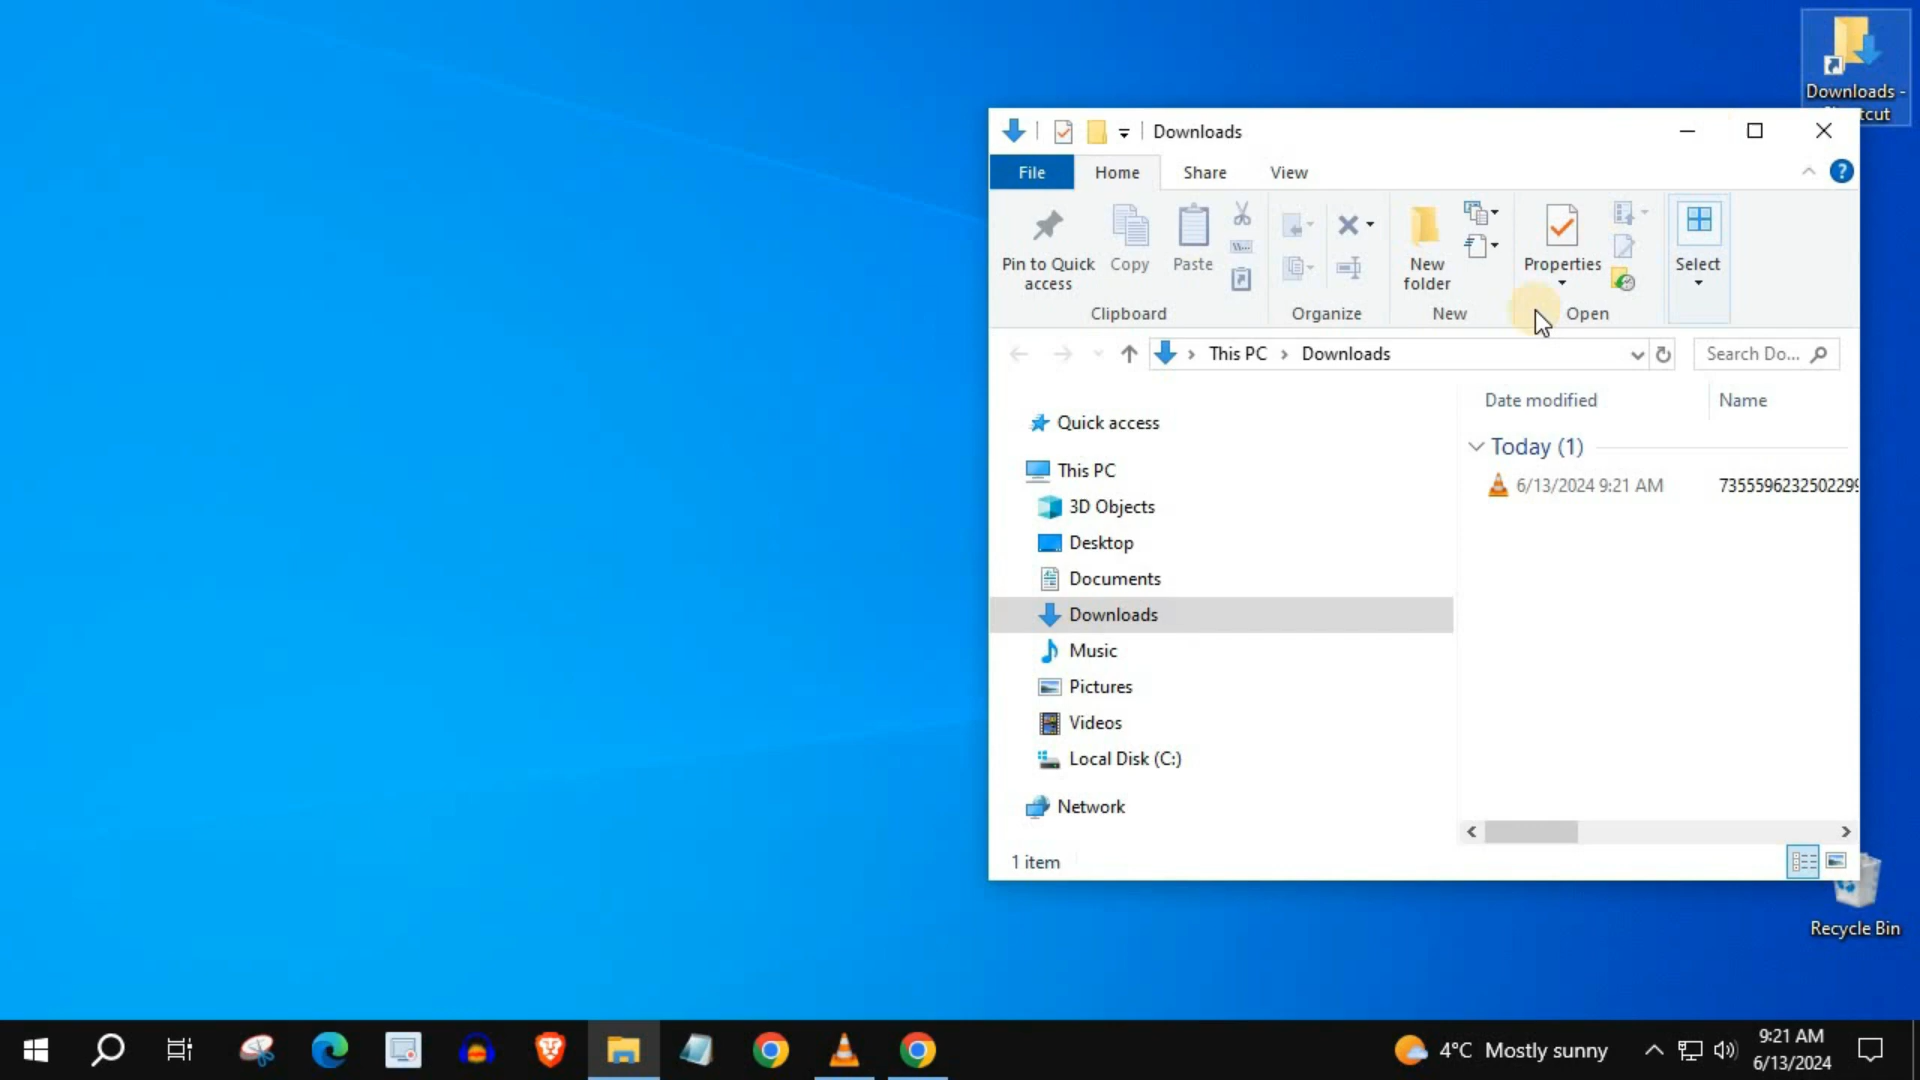 Downloads -
tcut
Downloads
File
Home
Share
View
Pin to Quick
access
Copy
Paste
New
folder
Properties
Select
Clipboard
Organize
New
Open
This PC
Downloads
Search Do...
Date modified
Name
Quick access
Today (1)
This PC
6/13/2024 9:21 AM
7355596232502299
3D Objects
Desktop
Documents
Downloads
Music
Pictures
Videos
Local Disk (C:)
Network
1 item
Recycle Bin
4°C Mostly sunny
9:21 AM
6/13/2024